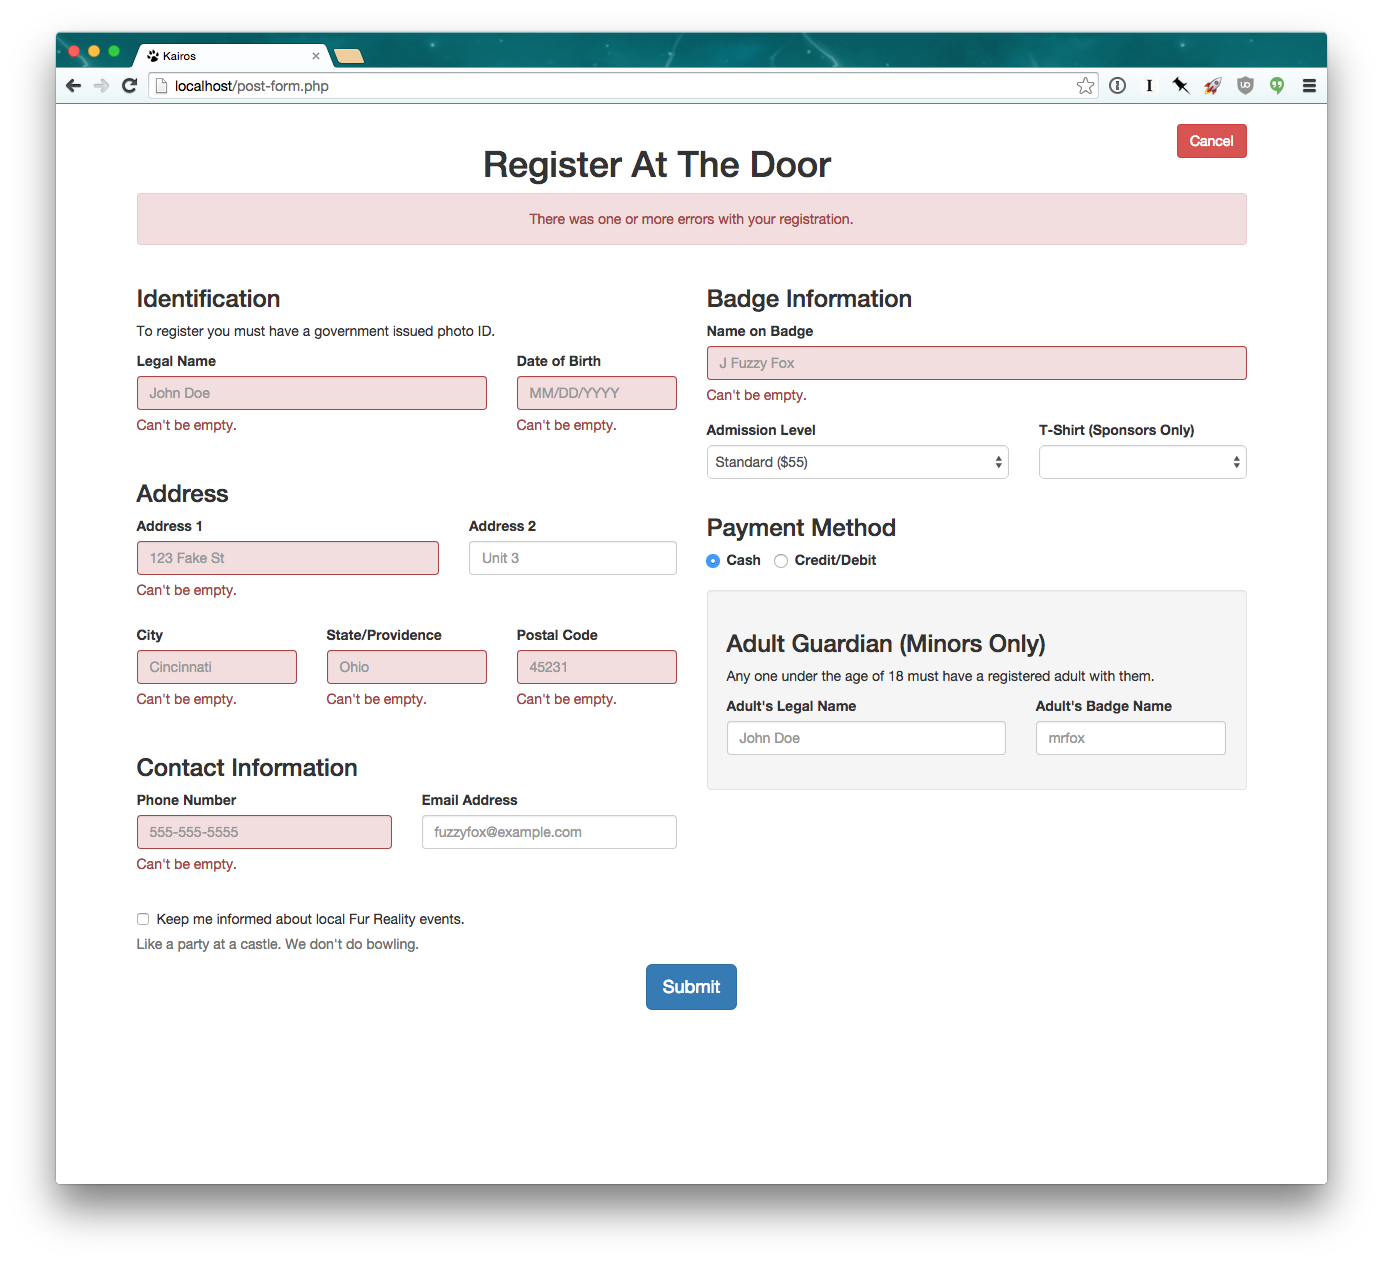 Kairos
localhost/post-form.php
Cancel
Register At The Door
There was one or more errors with your registration.
Identification
To register you must have a government issued photo ID.
Legal Name
Date of Birth
John Doe
MM/DD/YYYY
Can't be empty.
Can't be empty.
Address
Address 1
Address 2
123 Fake St
Unit 3
Can't be empty.
City
State/Providence
Postal Code
Cincinnati
Ohio
45231
Can't be empty.
Can't be empty.
Can't be empty.
Contact Information
Phone Number
Email Address
555-555-5555
fuzzyfox@example.com
Can't be empty.
Keep me informed about local Fur Reality events.
Like a party at a castle. We don't do bowling.
Badge Information
Name on Badge
J Fuzzy Fox
Can't be empty.
Admission Level
T-Shirt (Sponsors Only)
Standard ($55)
Payment Method
Cash
Credit/Debit
Adult Guardian (Minors Only)
Any one under the age of 18 must have a registered adult with them.
Adult's Legal Name
Adult's Badge Name
John Doe
mrfox
Submit